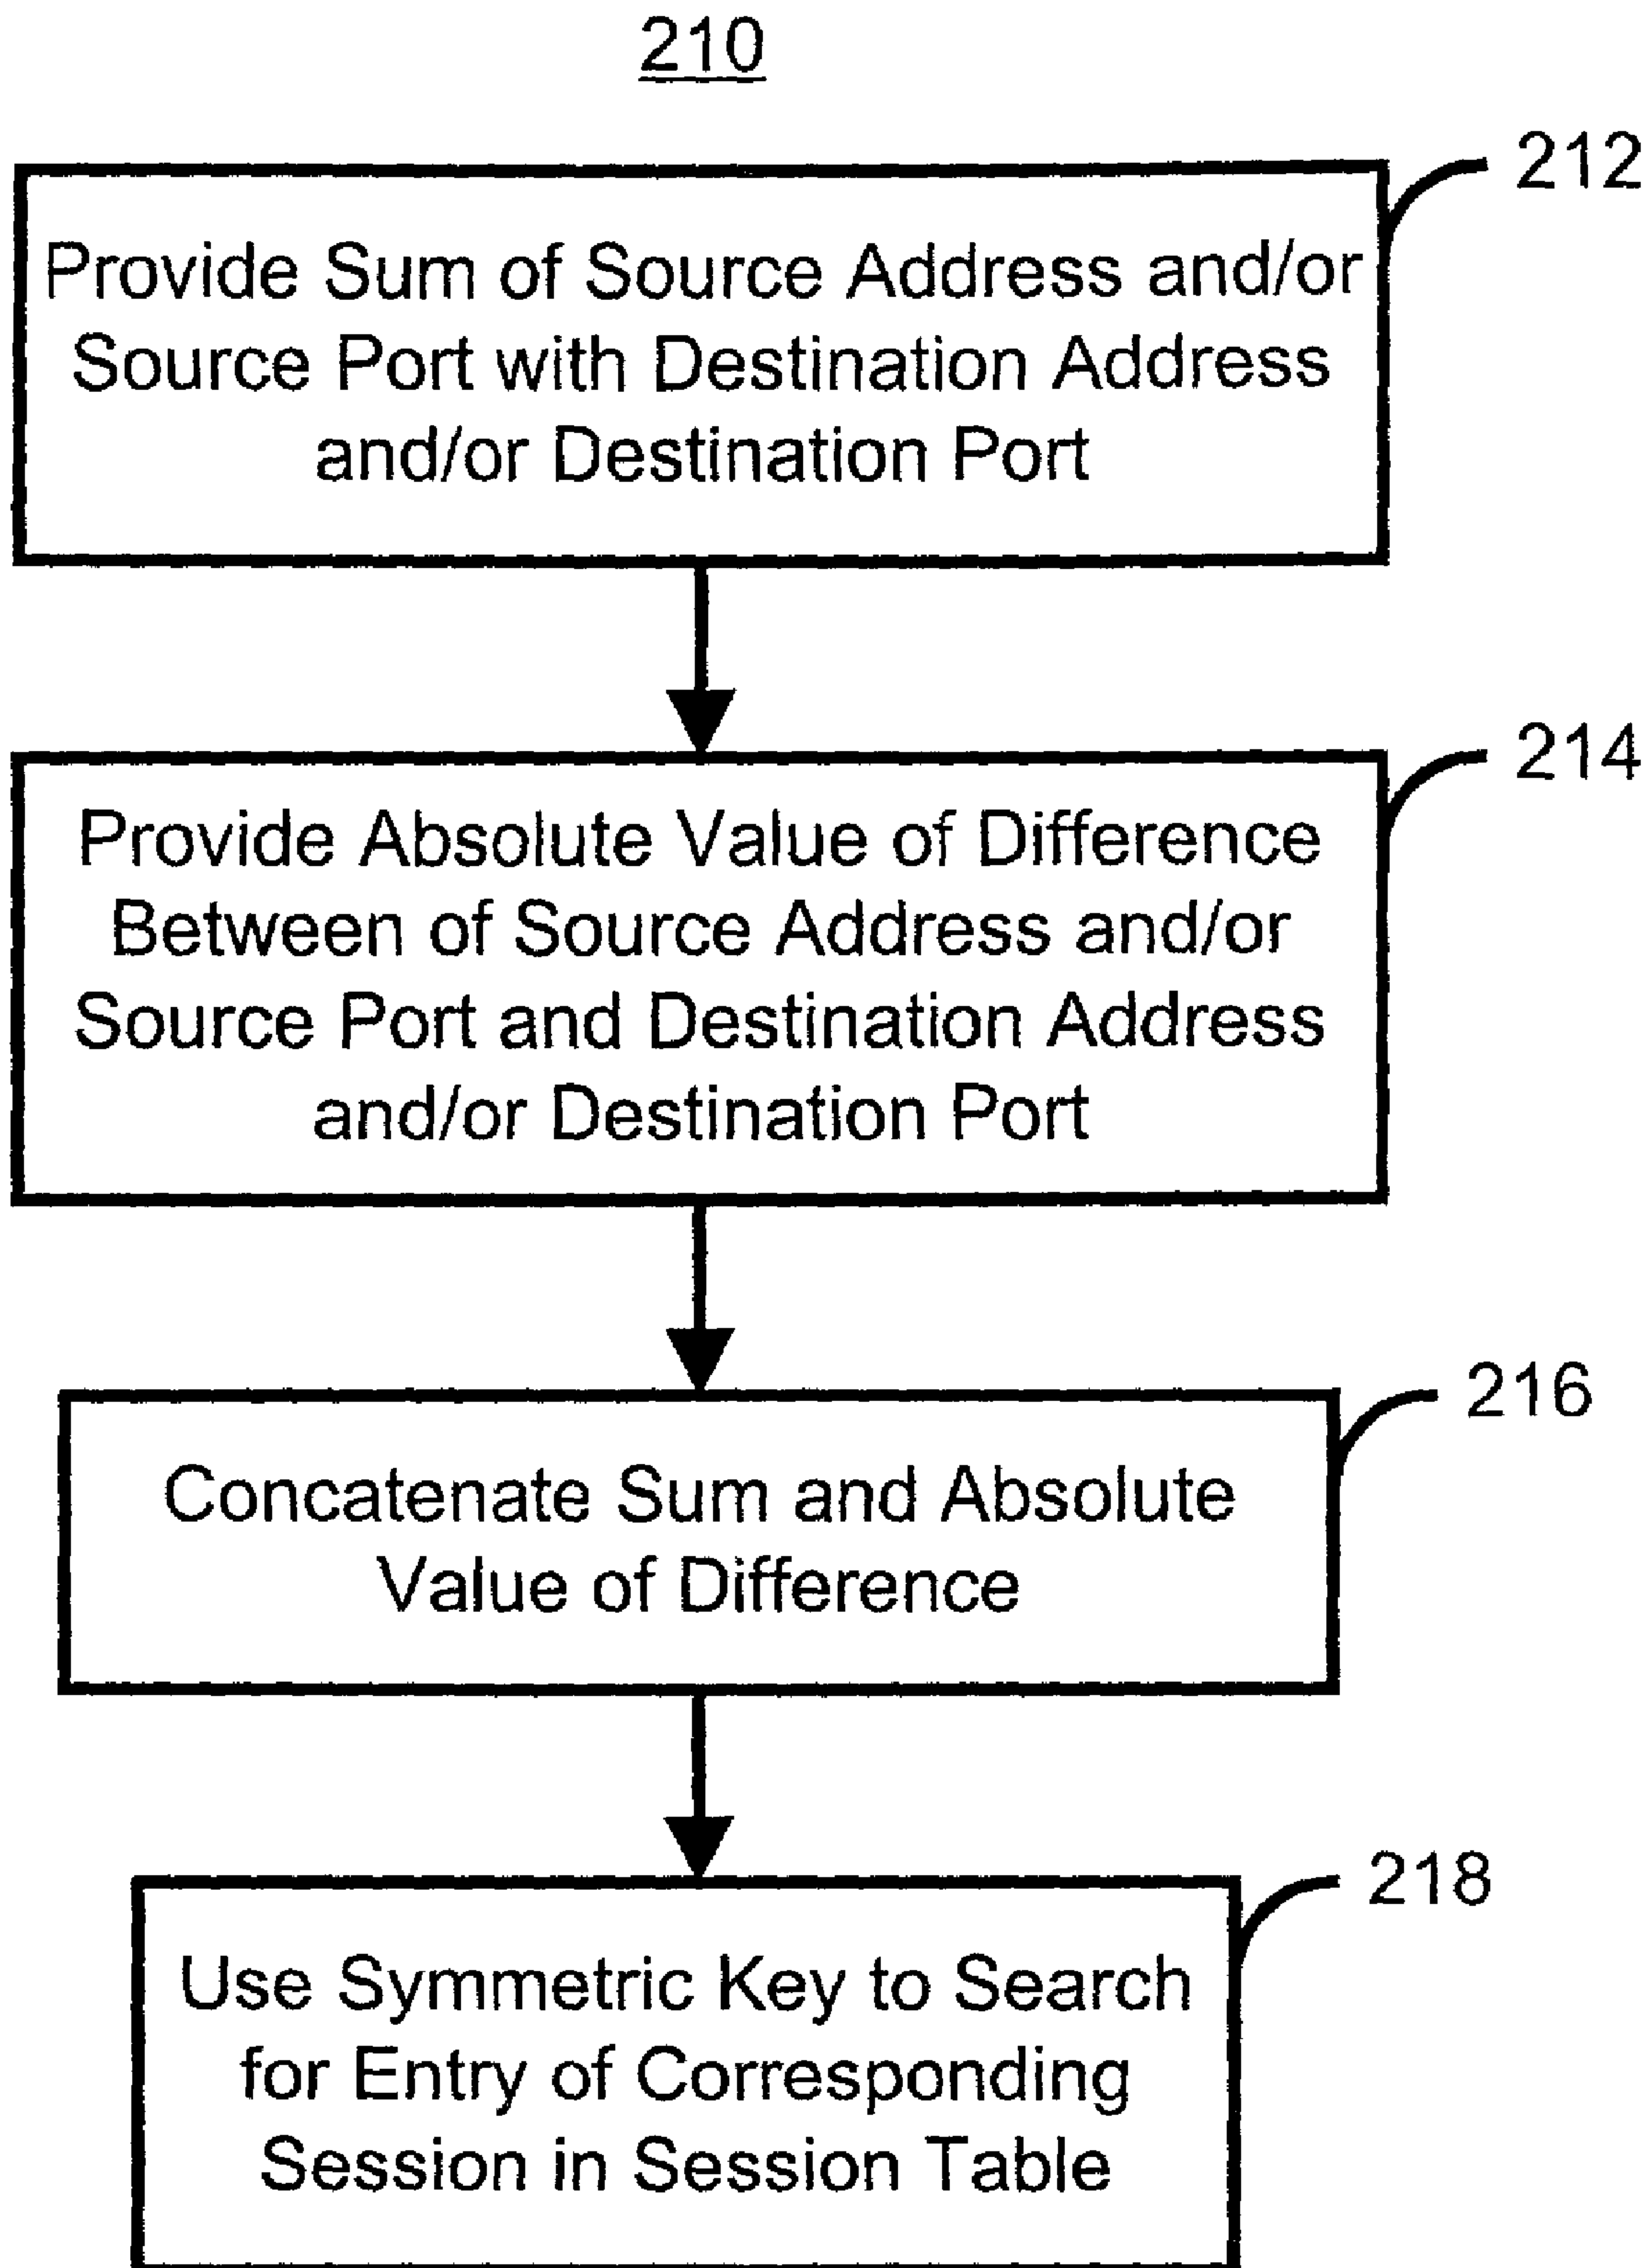 210
212
Provide Sum of Source Address and/or
Source Port with Destination Address
and/or Destination Port
214
Provide Absolute Value of Difference
Between of Source Address and/or
Source Port and Destination Address
and/or Destination Port
216
Concatenate Sum and Absolute
Value of Difference
218
Use Symmetric Key to Search
for Entry of Corresponding
Session in Session Table